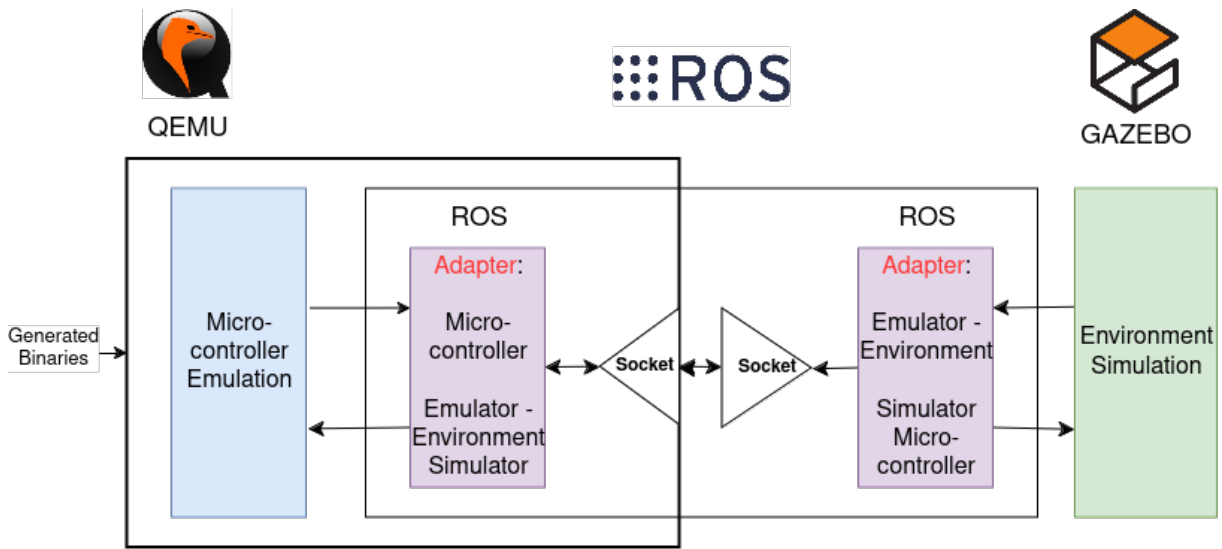 QEMU
ROS
GAZEBO
Generated
Binaries
Micro-
controller
Emulation
ROS
Adapter:
Micro-
controller
Emulator -
Environment
Simulator
Socket
Socket
ROS
Adapter:
Emulator -
Environment
Simulator
Micro-
controller
Environment
Simulation